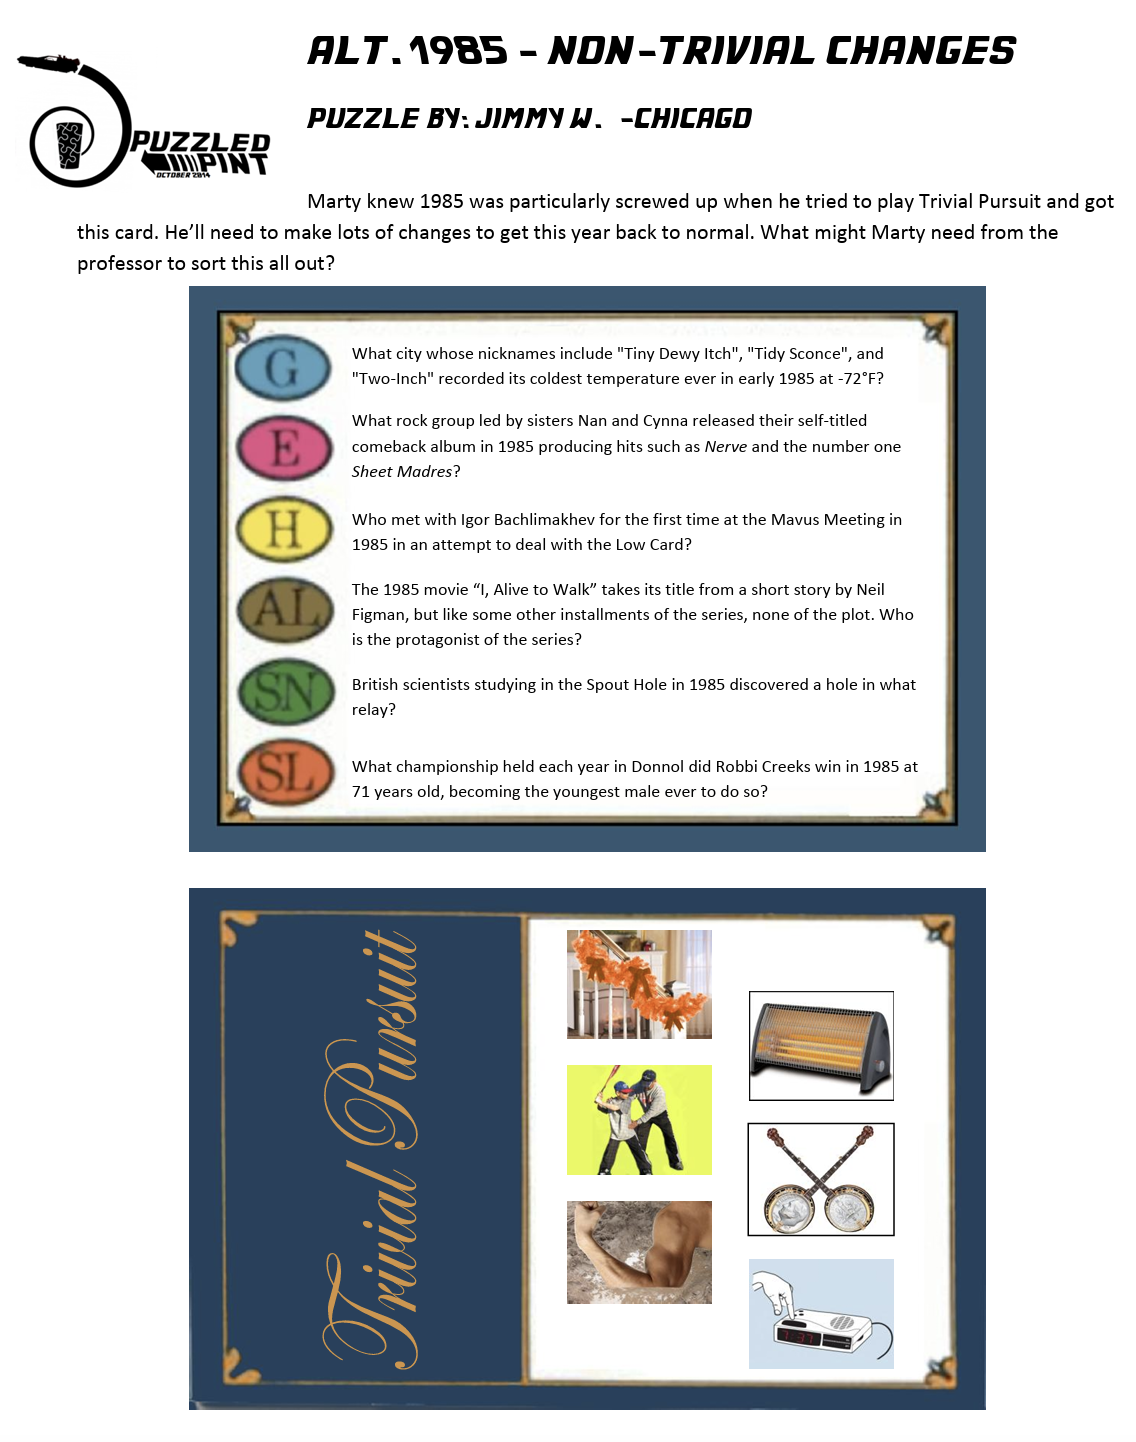 ALT.1985 - NON-TRIVIAL CHANGES
PUZZLE BY: JIMMY W. -CHICAGO
PUZZLED
PINT
OCTOBER 2014
Marty knew 1985 was particularly screwed up when he tried to play Trivial Pursuit and got
this card. He’ll need to make lots of changes to get this year back to normal. What might Marty need from the
professor to sort this all out?
G
What city whose nicknames include "Tiny Dewy Itch", "Tidy Sconce", and
"Two-Inch" recorded its coldest temperature ever in early 1985 at -72°F?
E
What rock group led by sisters Nan and Cynna released their self-titled
comeback album in 1985 producing hits such as Nerve and the number one
Sheet Madres?
H
Who met with Igor Bachlimakhev for the first time at the Mavus Meeting in
1985 in an attempt to deal with the Low Card?
AL
The 1985 movie “I, Alive to Walk” takes its title from a short story by Neil
Figman, but like some other installments of the series, none of the plot. Who
is the protagonist of the series?
SN
British scientists studying in the Spout Hole in 1985 discovered a hole in what
relay?
SL
What championship held each year in Donnol did Robbi Creeks win in 1985 at
71 years old, becoming the youngest male ever to do so?
Trivial Pursuit
7:37